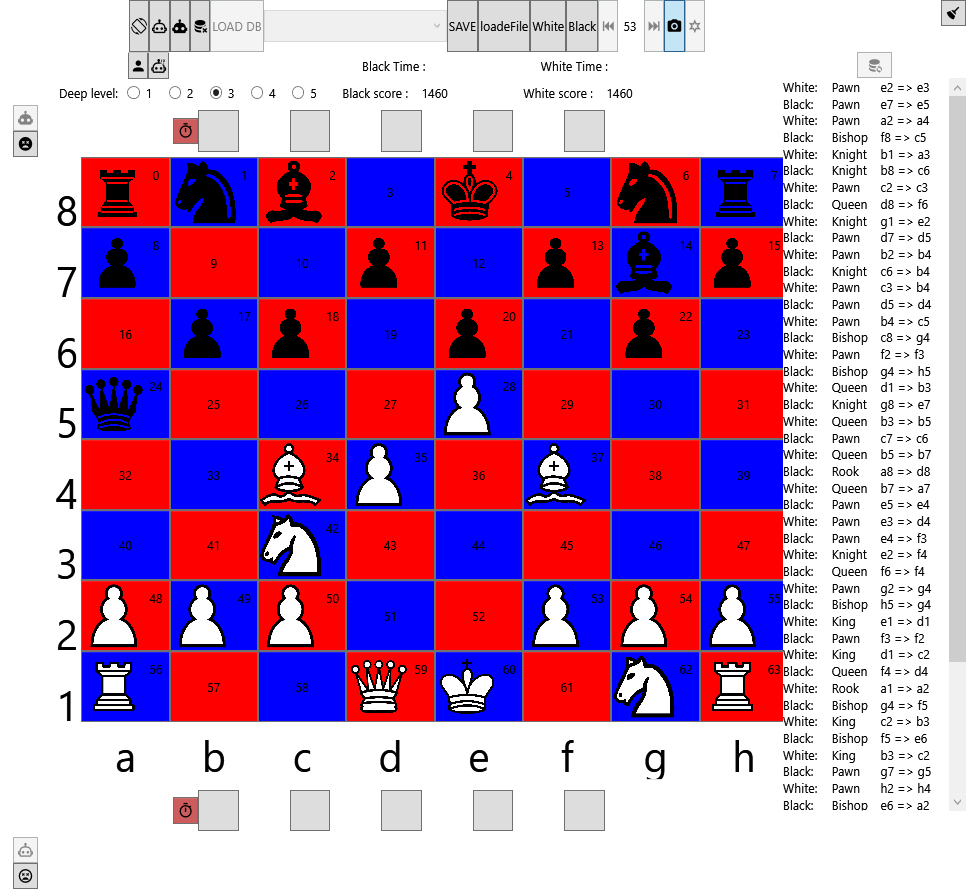 LOAD DB SAVE loadeFile White Black 53
Black Time : White Time :
Deep level: 1 2 3 4 5 Black score : 1460 White score : 1460
White: Pawn e2 => e3
Black: Pawn e7 => e5
White: Pawn a2 => a4
Black: Bishop f8 => c5
White: Knight b1 => a3
Black: Knight b8 => c6
White: Pawn c2 => c3
Black: Queen d8 => f6
White: Knight g1 => e2
Black: Pawn d7 => d5
White: Pawn b2 => b4
Black: Knight c6 => b4
White: Pawn c3 => b4
Black: Pawn d5 => d4
White: Pawn b4 => c5
Black: Bishop c8 => g4
White: Pawn f2 => f3
Black: Bishop g4 => h5
White: Queen d1 => b3
Black: Knight g8 => e7
White: Queen b3 => b5
Black: Pawn c7 => c6
White: Queen b5 => b7
Black: Rook a8 => d8
White: Queen b7 => a7
Black: Pawn e5 => e4
White: Pawn e3 => d4
Black: Pawn e4 => f3
White: Knight e2 => f4
Black: Queen f6 => f4
White: Pawn g2 => g4
Black: Bishop h5 => g4
White: King e1 => d1
Black: Pawn f3 => f2
White: King d1 => c2
Black: Queen f4 => d4
White: Rook a1 => a2
Black: Bishop g4 => f5
White: King c2 => b3
Black: Bishop f5 => e6
White: King b3 => c2
Black: Pawn g7 => g5
White: Pawn h2 => h4
Black: Bishop e6 => a2
8 0 1 2 3 4 5 6 7
7 8 9 10 11 12 13 14 15
6 16 17 18 19 20 21 22 23
5 24 25 26 27 28 29 30 31
4 32 33 34 35 36 37 38 39
3 40 41 42 43 44 45 46 47
2 48 49 50 51 52 53 54 55
1 56 57 58 59 60 61 62 63
a b c d e f g h